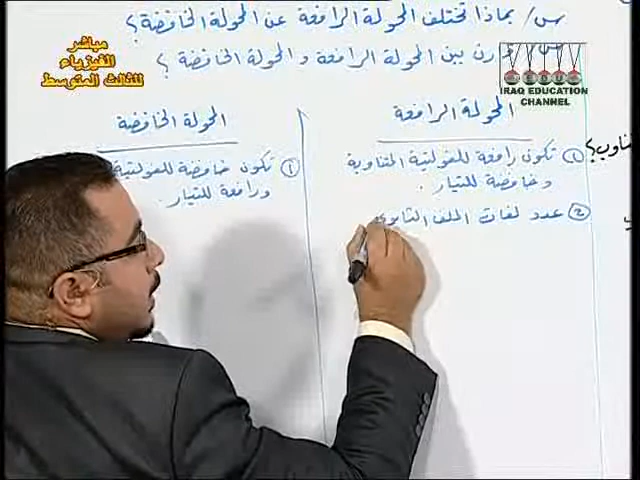 س/ بماذا تختلف المحولة الرافعة عن المحولة الخافضة؟
مباشر
الفيزياء
للثالث المتوسط
س/ قارن بين المحولة الرافعة و المحولة الخافضة ؟
IRAQ EDUCATION
CHANNEL
المحولة الرافعة
① تكون رافعة للفولتية المتناوبة
وخافضة للتيار .
② عدد لفات الملف الثانوي
المحولة الخافضة
① تكون خافضة للفولتية
ورافعة للتيار .